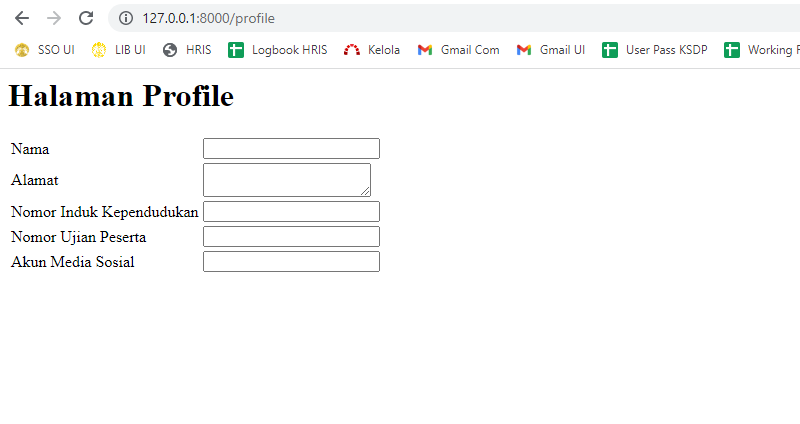 127.0.0.1:8000/profile
SSO UI LIB UI HRIS Logbook HRIS Kelola Gmail Com Gmail UI User Pass KSDP Working
Halaman Profile
Nama
Alamat
Nomor Induk Kependudukan
Nomor Ujian Peserta
Akun Media Sosial